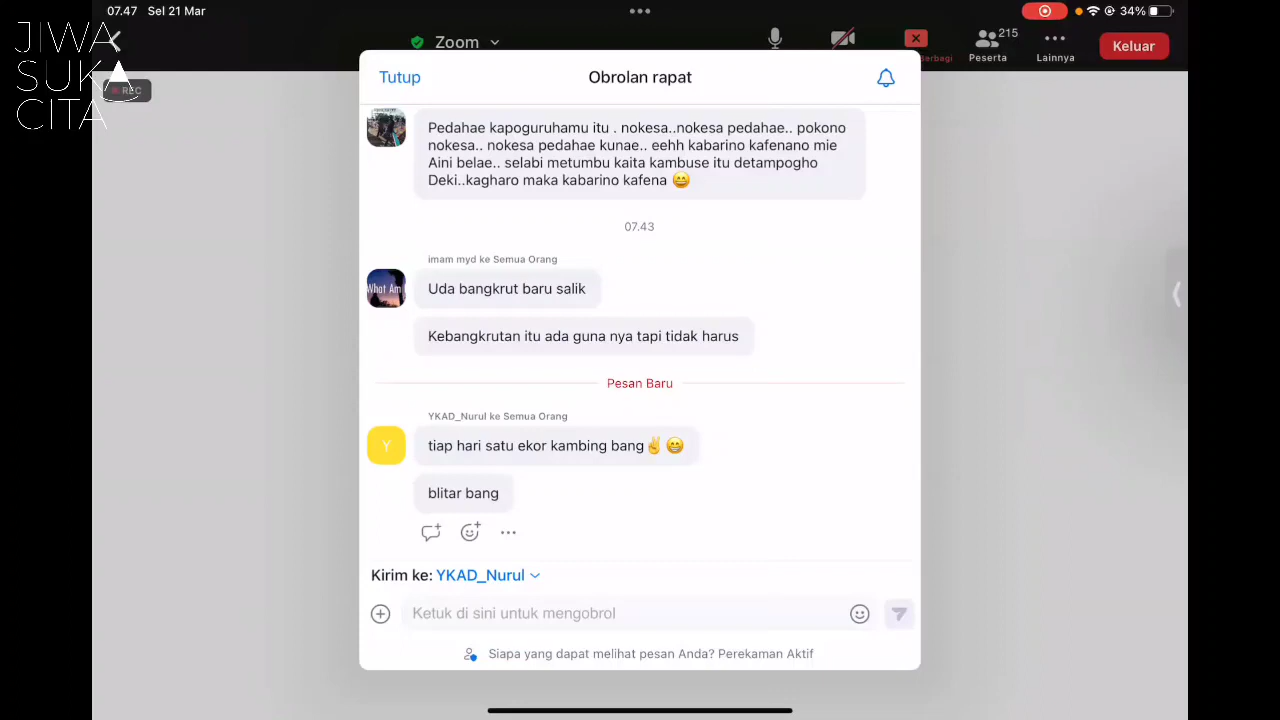 07.47 Sel 21 Mar
34%
JIWA
SUKA
CITA
REC
Zoom
215
Berbagi
Peserta
Lainnya
Keluar
Tutup
Obrolan rapat
Pedahae kapoguruhamu itu . nokesa..nokesa pedahae.. pokono
nokesa.. nokesa pedahae kunae.. eehh kabarino kafenano mie
Aini belae.. selabi metumbu kaita kambuse itu detampogho
Deki..kagharo maka kabarino kafena 😄
07.43
imam myd ke Semua Orang
What Am I
Uda bangkrut baru salik
Kebangkrutan itu ada guna nya tapi tidak harus
Pesan Baru
YKAD_Nurul ke Semua Orang
Y
tiap hari satu ekor kambing bang✌️😁
blitar bang
Kirim ke: YKAD_Nurul
Ketuk di sini untuk mengobrol
Siapa yang dapat melihat pesan Anda? Perekaman Aktif